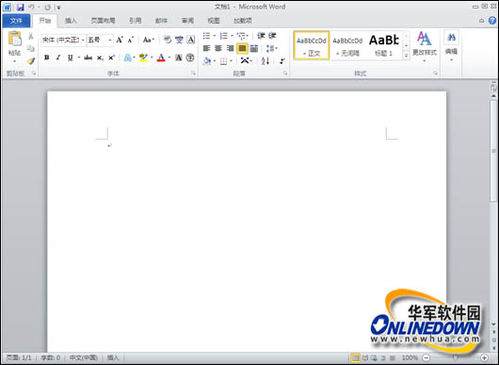 文档1 - Microsoft Word
文件 开始 插入 页面布局 引用 邮件 审阅 视图 加载项
宋体 (中文正 五号
粘贴
B I U abc x₂ x²
AaBbCcDd AaBbCcDd AaBb
正文 无间隔 标题 1
更改样式 编辑
剪贴板 字体 段落 样式
华军软件园
ONLINEDOWN
www.newhua.com
页面: 1/1 字数: 0 中文(中国) 插入 100%